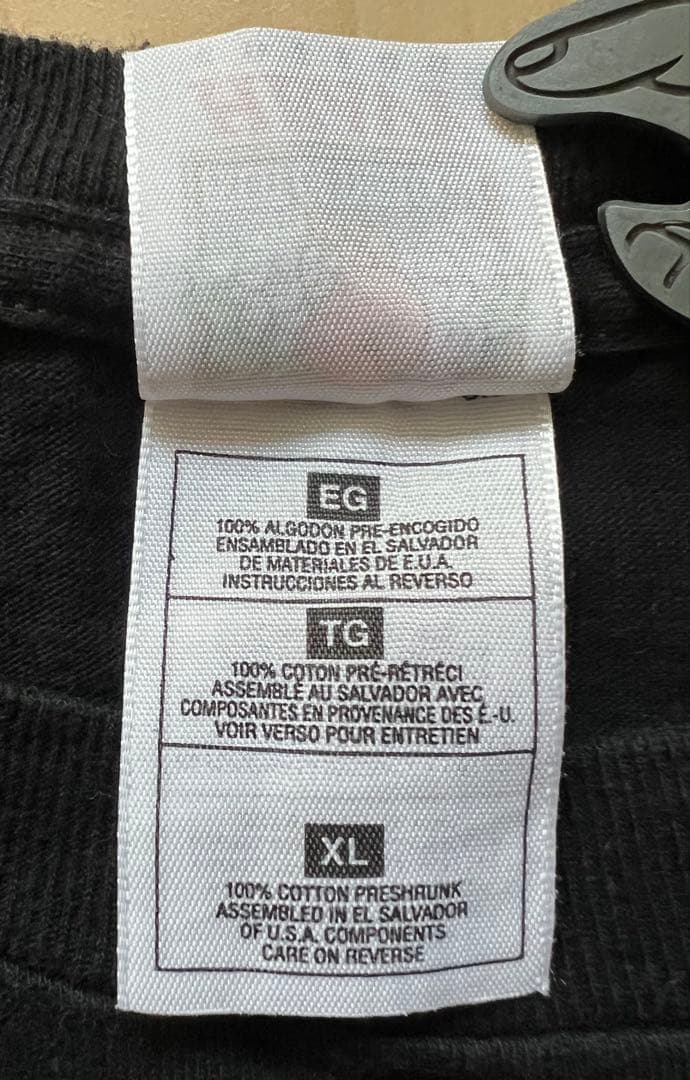 EG
100% ALGODON PRE-ENCOGIDO
ENSAMBLADO EN EL SALVADOR
DE MATERIALES DE E.U.A.
INSTRUCCIONES AL REVERSO
TG
100% COTON PRÉ-RÉTRÉCI
ASSEMBLÉ AU SALVADOR AVEC
COMPOSANTES EN PROVENANCE DES É.-U.
VOIR VERSO POUR ENTRETIEN
XL
100% COTTON PRESHRUNK
ASSEMBLED IN EL SALVADOR
OF U.S.A. COMPONENTS
CARE ON REVERSE